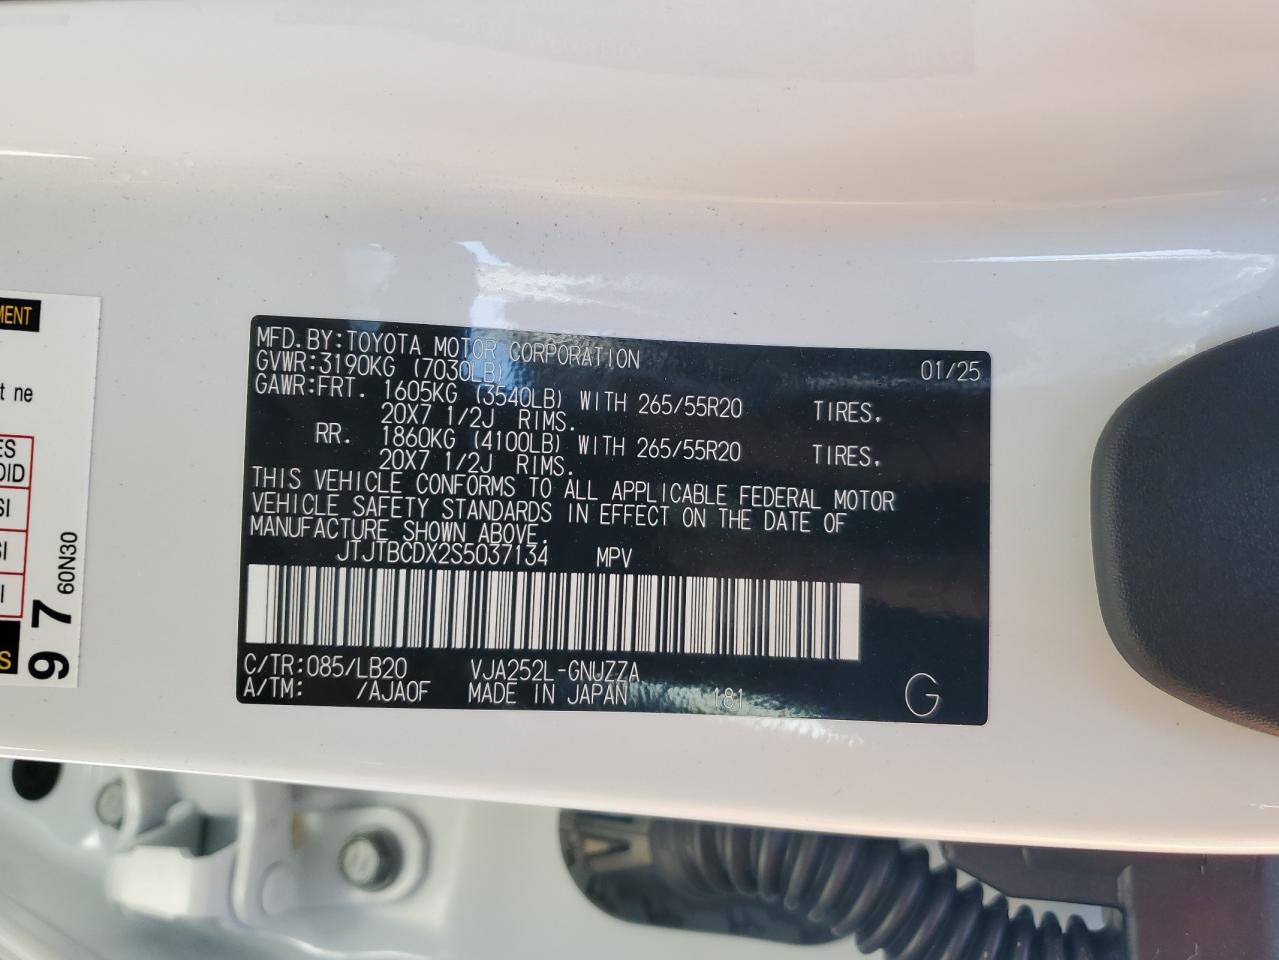 MFD.BY:TOYOTA MOTOR CORPORATION 01/25
GVWR:3190KG (7030LB)
GAWR:FRT. 1605KG (3540LB) WITH 265/55R20 TIRES.
20X7 1/2J RIMS.
RR. 1860KG (4100LB) WITH 265/55R20 TIRES.
20X7 1/2J RIMS.
THIS VEHICLE CONFORMS TO ALL APPLICABLE FEDERAL MOTOR
VEHICLE SAFETY STANDARDS IN EFFECT ON THE DATE OF
MANUFACTURE SHOWN ABOVE.
JTJTBCDX2S5037134 MPV
C/TR:085/LB20 VJA252L-GNUZZA
A/TM: /AJA0F MADE IN JAPAN 181 G
MENT
t ne
ES
OID
SI
SI
I
S
97
60N30